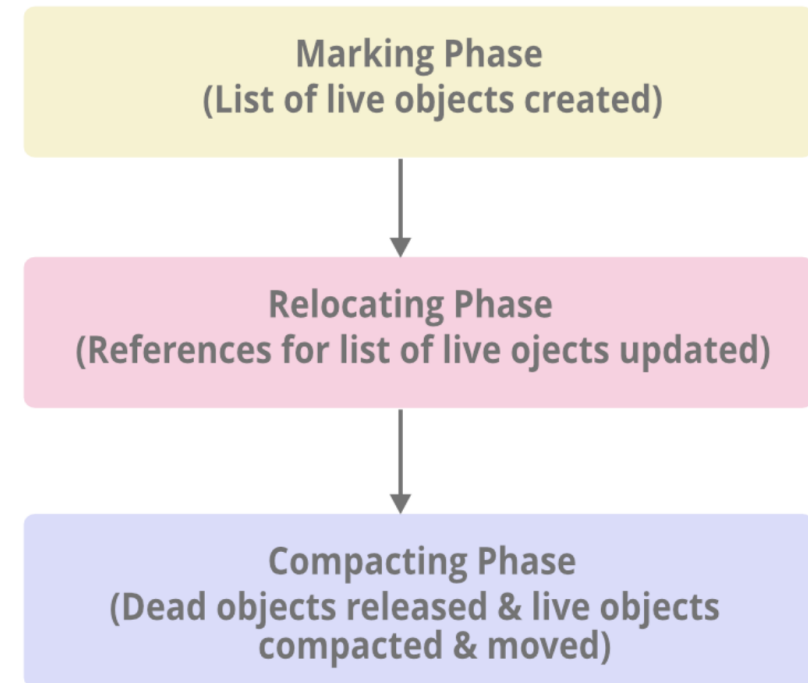 Marking Phase
(List of live objects created)
Relocating Phase
(References for list of live ojects updated)
Compacting Phase
(Dead objects released & live objects
compacted & moved)